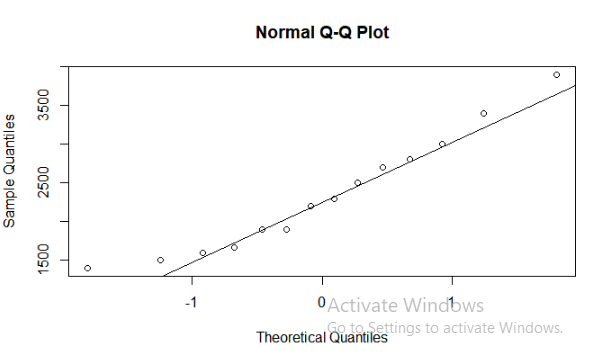 Normal Q-Q Plot
Sample Quantiles
3500
2500
1500
-1
0
1
Theoretical Quantiles
Activate Windows
Go to Settings to activate Windows.